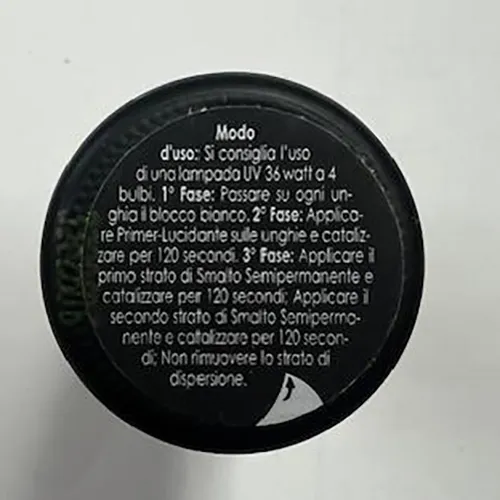 Modo
d'uso: Si consiglia l'uso
di una lampada UV 36 watt a 4
bulbi. 1° Fase: Passare su ogni un-
ghia il blocco bianco. 2° Fase: Applica-
re Primer-Lucidante sulle unghie e cataliz-
zare per 120 secondi. 3° Fase: Applicare il
primo strato di Smalto Semipermanente e
catalizzare per 120 secondi; Applicare il
secondo strato di Smalto Semiperma-
nente e catalizzare per 120 secon-
di; Non rimuovere lo strato di
dispersione.